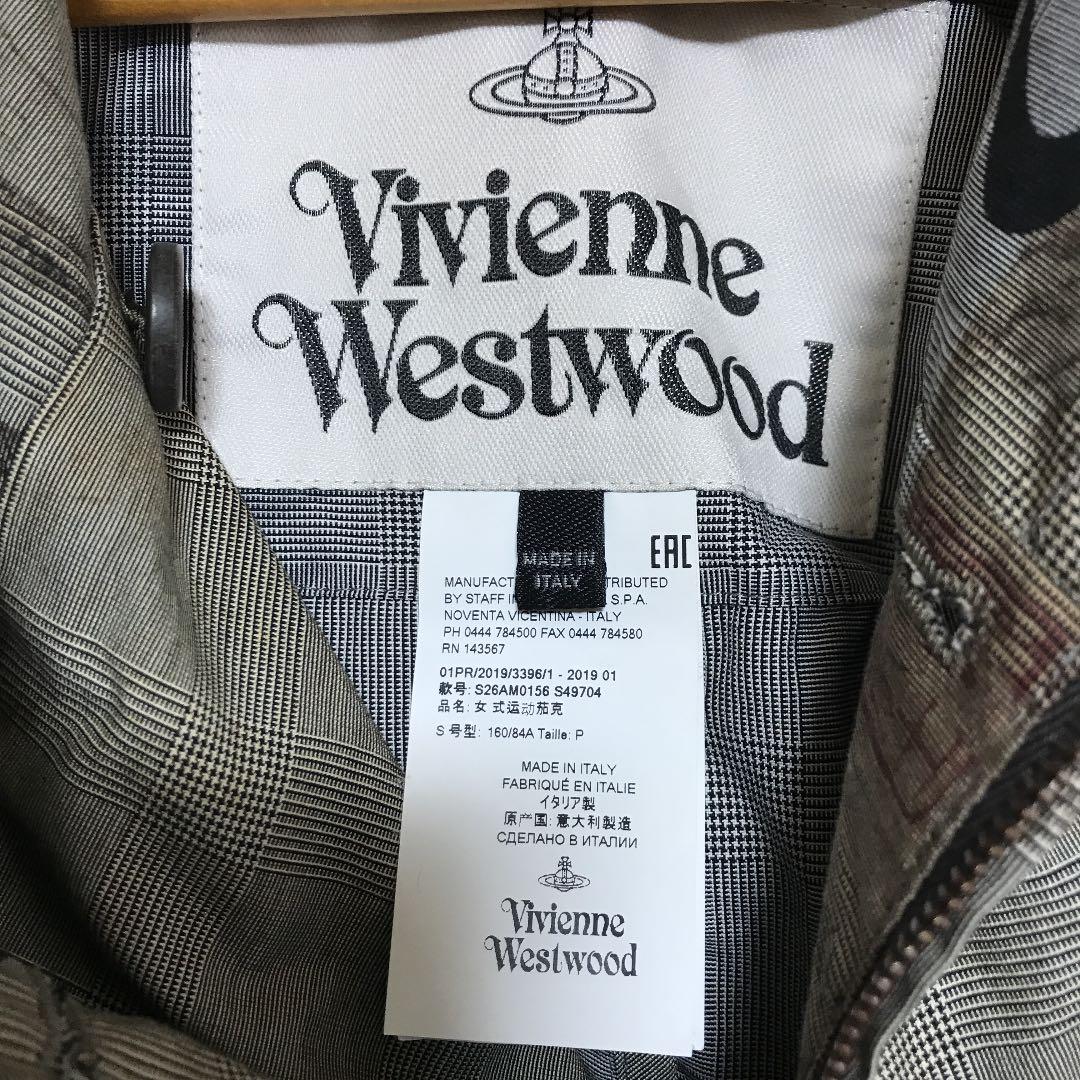 Vivienne
Westwood
MADE IN
ITALY
EAC
MANUFACT TRIBUTED
BY STAFF IN S.P.A.
NOVENTA VICENTINA - ITALY
PH 0444 784500 FAX 0444 784580
RN 143567
01PR/2019/3396/1 - 2019 01
款号: S26AM0156 S49704
品名: 女 式运动茄克
S 号型: 160/84A Taille: P
MADE IN ITALY
FABRIQUÉ EN ITALIE
イタリア製
原产国: 意大利製造
СДЕЛАНО В ИТАЛИИ
Vivienne
Westwood